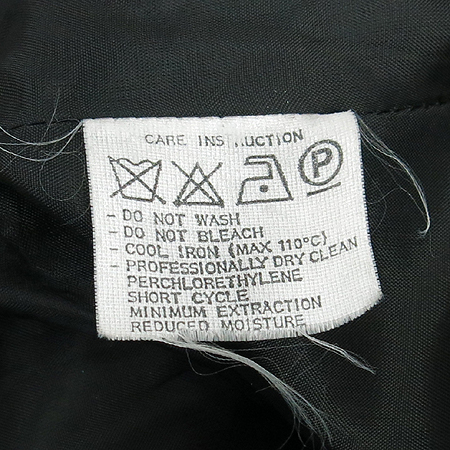 CARE INSTRUCTION
P
- DO NOT WASH
- DO NOT BLEACH
- COOL IRON (MAX 110°C)
- PROFESSIONALLY DRY CLEAN
PERCHLORETHYLENE
SHORT CYCLE
MINIMUM EXTRACTION
REDUCED MOISTURE